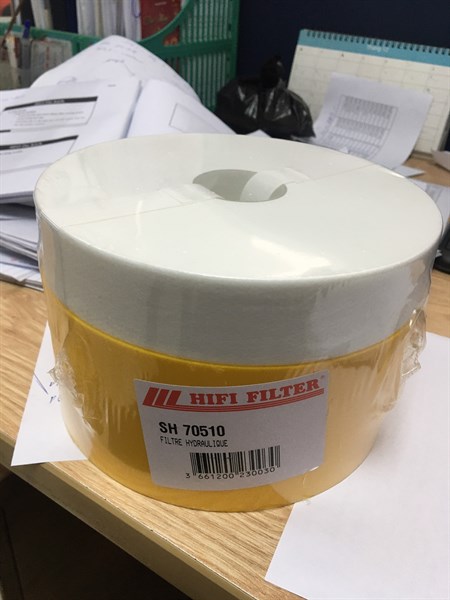 HIFI FILTER
SH 70510
FILTRE HYDRAULIQUE
3 661200 230030